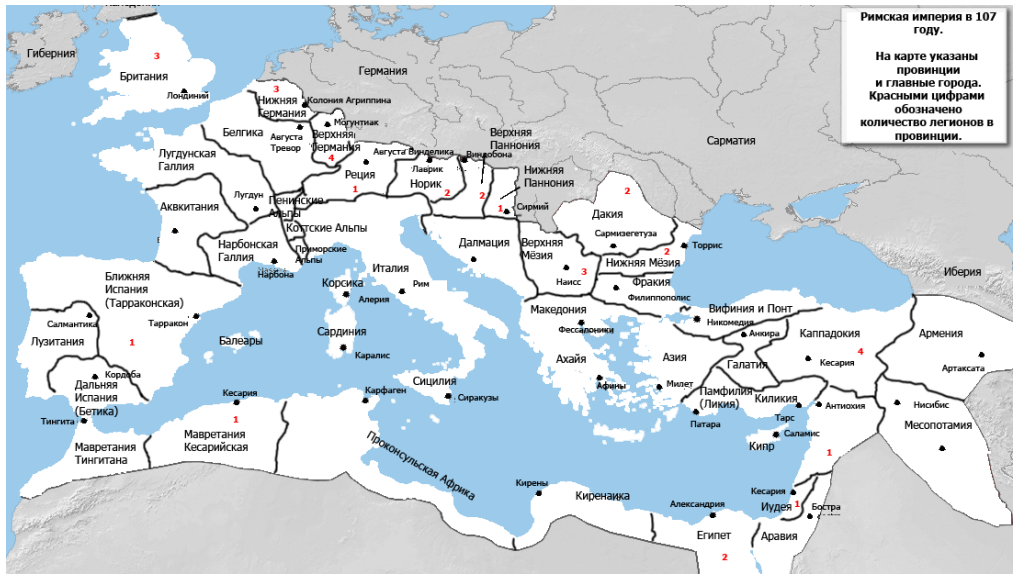 Римская империя в 107
году.
На карте указаны
провинции
и главные города.
Красными цифрами
обозначено
количество легионов в
провинции.
Гиберния
3
Британия
Лондиний
Германия
Сарматия
Иберия
3
Нижняя
Германия
Колония Агриппина
Белгика
Августа
Тревор
Могунтиак
Верхняя
Германия
4
Лугдунская
Галлия
Лугдун
Аквкитания
Пенинские
Альпы
Коттские Альпы
Приморские
Альпы
Нарбонская
Галлия
Нарбона
Августа Винделика
Реция
1
Лаврик
Норик
2
Виндобона
Верхняя
Паннония
2
Нижняя
Паннония
1
Сирмий
2
Дакия
Сармизегетуза
Торрис
2
Нижняя Мёзия
Верхняя
Мёзия
3
Наисс
Далмация
Фракия
Филиппополис
Македония
Фессалоники
Ахайя
Афины
Италия
Рим
Корсика
Алерия
Сардиния
Каралис
Сицилия
Сиракузы
Балеары
Ближняя
Испания
(Тарраконская)
Тарракон
1
Саламантика
Лузитания
Кордоба
Дальняя
Испания
(Бетика)
Тингита
Мавретания
Тингитана
Кесария
1
Мавретания
Кесарийская
Карфаген
Проконсульская Африка
Кирены
Киренаика
Александрия
Египет
2
Вифиния и Понт
Никомедия
Анкира
Галатия
Азия
Милет
Памфилия
(Ликия)
Патара
Киликия
Тарс
Каппадокия
4
Кесария
Армения
Артаксата
Нисибис
Месопотамия
Антиохия
1
Саламис
Кипр
Кесария
Иудея
1
Бостра
Аравия